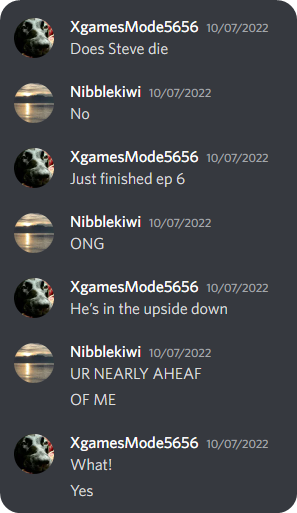 XgamesMode5656 10/07/2022
Does Steve die
Nibblekiwi 10/07/2022
No
XgamesMode5656 10/07/2022
Just finished ep 6
Nibblekiwi 10/07/2022
ONG
XgamesMode5656 10/07/2022
He’s in the upside down
Nibblekiwi 10/07/2022
UR NEARLY AHEAF
OF ME
XgamesMode5656 10/07/2022
What!
Yes